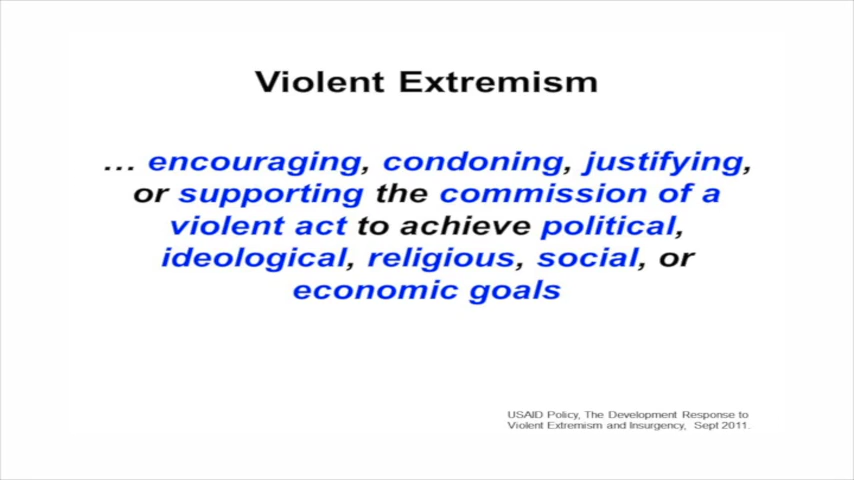 Violent Extremism
... encouraging, condoning, justifying,
or supporting the commission of a
violent act to achieve political,
ideological, religious, social, or
economic goals
USAID Policy, The Development Response to
Violent Extremism and Insurgency, Sept 2011.